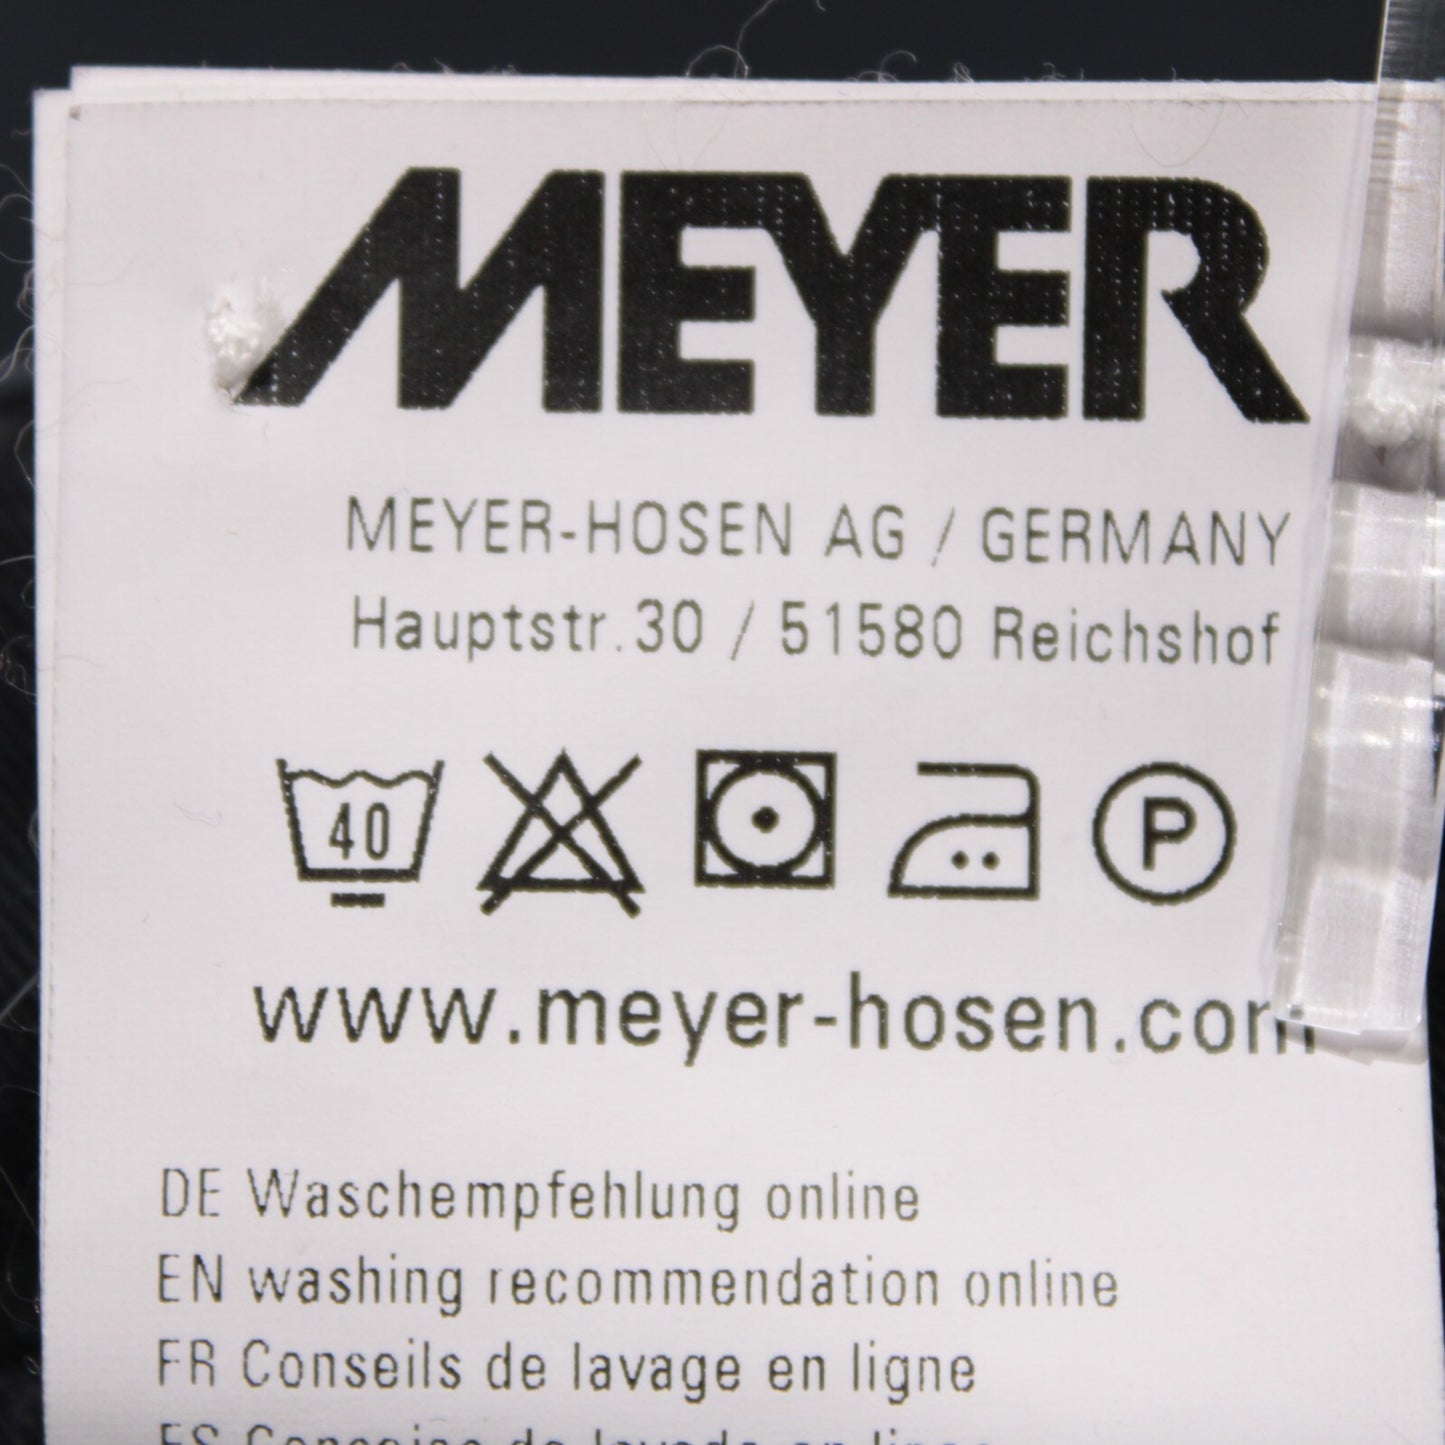 MEYER
MEYER-HOSEN AG / GERMANY
Hauptstr.30 / 51580 Reichshof
40
P
www.meyer-hosen.com
DE Waschempfehlung online
EN washing recommendation online
FR Conseils de lavage en ligne